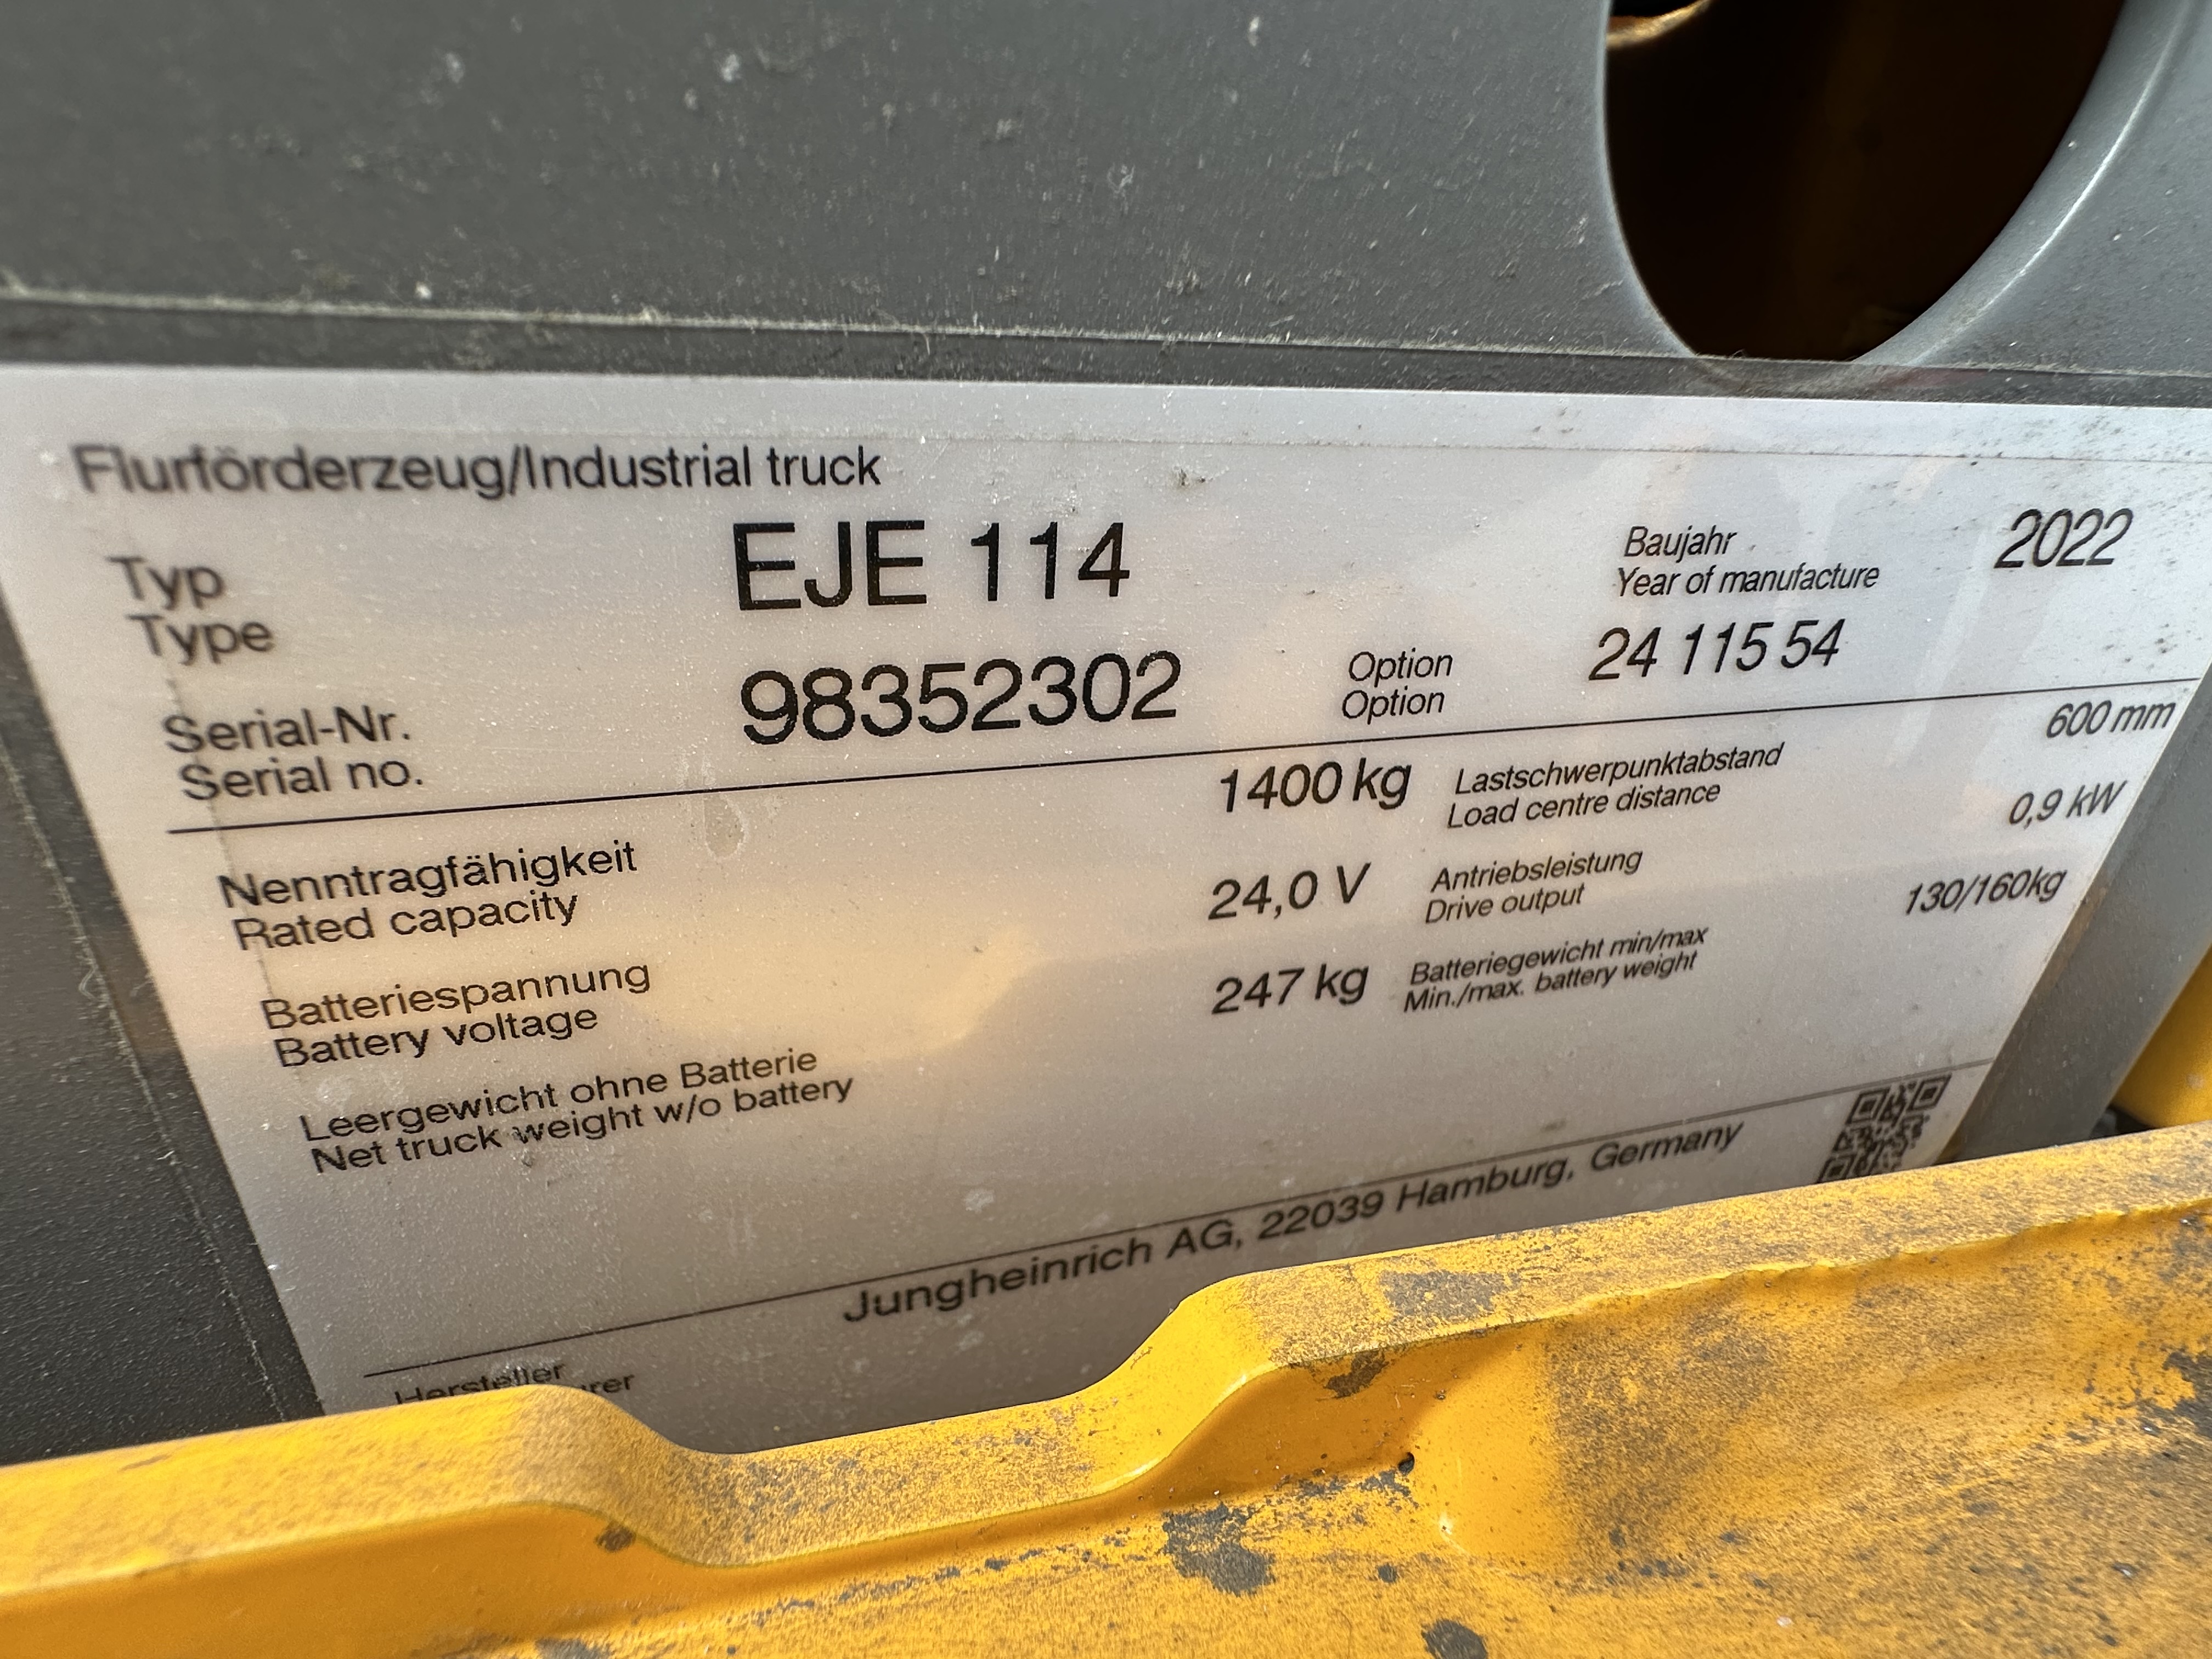 Flurförderzeug/Industrial truck
Typ
Type
EJE 114
Baujahr
Year of manufacture
2022
Serial-Nr.
Serial no.
98352302
Option
Option
24 115 54
Nenntragfähigkeit
Rated capacity
1400 kg
Lastschwerpunktabstand
Load centre distance
600 mm
Batteriespannung
Battery voltage
24,0 V
Antriebsleistung
Drive output
0,9 kW
Leergewicht ohne Batterie
Net truck weight w/o battery
247 kg
Batteriegewicht min/max
Min./max. battery weight
130/160kg
Hersteller
Jungheinrich AG, 22039 Hamburg, Germany